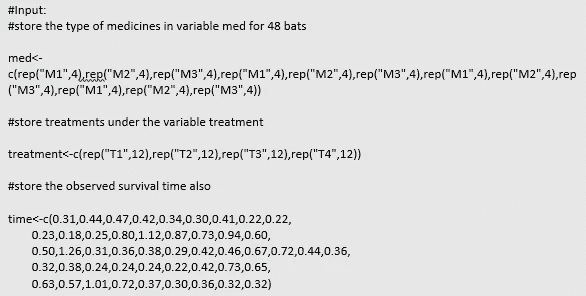 #Input:
#store the type of medicines in variable med for 48 bats
med<-
c(rep("M1",4),rep("M2",4),rep("M3",4),rep("M1",4),rep("M2",4),rep("M3",4),rep("M1",4),rep("M2",4),rep
("M3",4),rep("M1",4),rep("M2",4),rep("M3",4))
#store treatments under the variable treatment
treatment<-c(rep("T1",12),rep("T2",12),rep("T3",12),rep("T4",12))
#store the observed survival time also
time<-c(0.31,0.44,0.47,0.42,0.34,0.30,0.41,0.22,0.22,
0.23,0.18,0.25,0.80,1.12,0.87,0.73,0.94,0.60,
0.50,1.26,0.31,0.36,0.38,0.29,0.42,0.46,0.67,0.72,0.44,0.36,
0.32,0.38,0.24,0.24,0.24,0.22,0.42,0.73,0.65,
0.63,0.57,1.01,0.72,0.37,0.30,0.36,0.32,0.32)